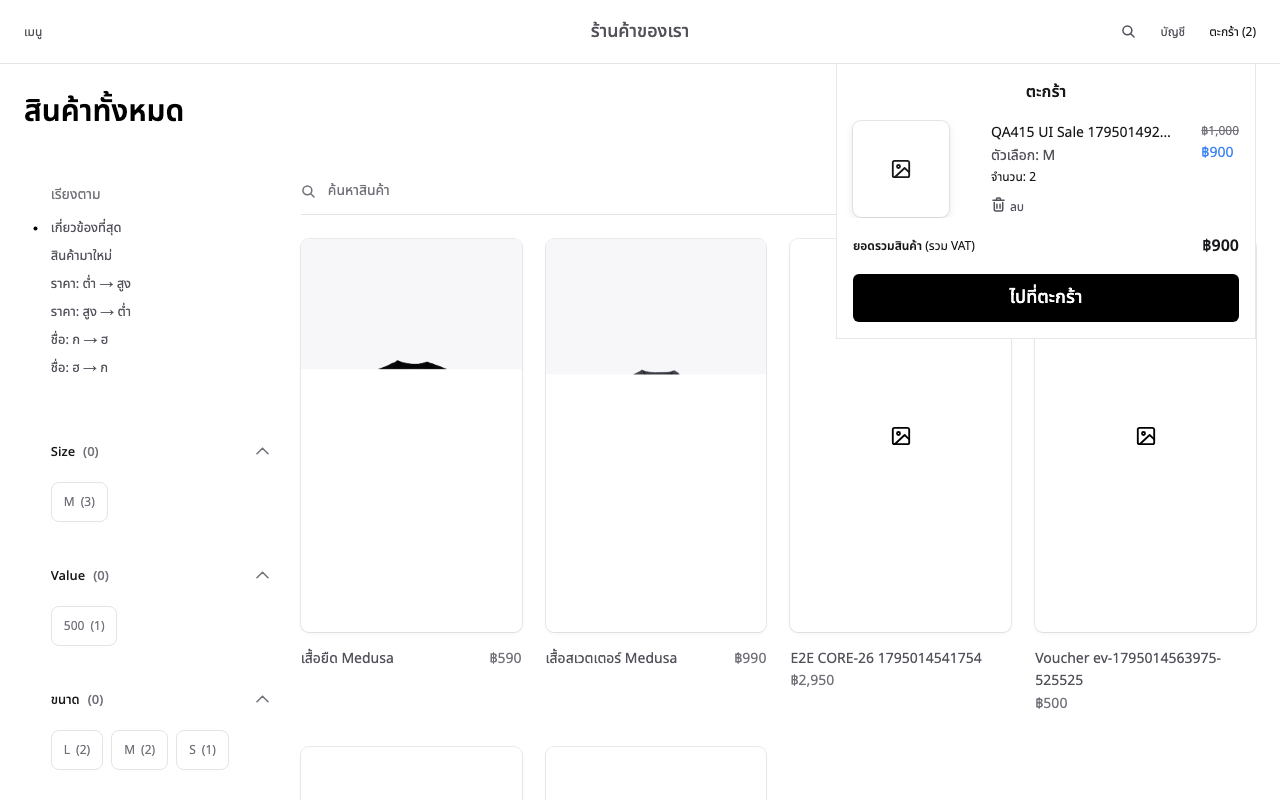 เมนู
ร้านค้าของเรา
บัญชี
ตะกร้า (2)
สินค้าทั้งหมด
ตะกร้า
QA415 UI Sale 179501492...
฿1,000
฿900
ตัวเลือก: M
จำนวน: 2
ลบ
ยอดรวมสินค้า (รวม VAT)
฿900
ไปที่ตะกร้า
เรียงตาม
เกี่ยวข้องที่สุด
สินค้ามาใหม่
ราคา: ต่ำ → สูง
ราคา: สูง → ต่ำ
ชื่อ: ก → ฮ
ชื่อ: ฮ → ก
Size (0)
M (3)
Value (0)
500 (1)
ขนาด (0)
L (2)
M (2)
S (1)
ค้นหาสินค้า
เสื้อยืด Medusa
฿590
เสื้อสเวตเตอร์ Medusa
฿990
E2E CORE-26 1795014541754
฿2,950
Voucher ev-1795014563975-
525525
฿500